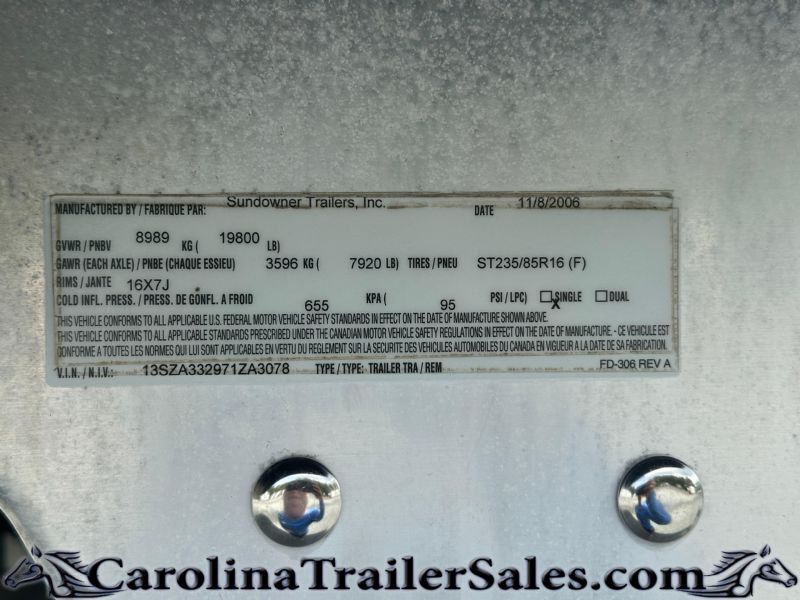 MANUFACTURED BY / FABRIQUE PAR: Sundowner Trailers, Inc. DATE 11/8/2006
GVWR / PNBV 8989 KG ( 19800 LB)
GAWR (EACH AXLE) / PNBE (CHAQUE ESSIEU) 3596 KG ( 7920 LB) TIRES / PNEU ST235/85R16 (F)
RIMS / JANTE 16X7J
COLD INFL. PRESS. / PRESS. DE GONFL. A FROID 655 KPA ( 95 PSI / LPC) SINGLE DUAL
X
THIS VEHICLE CONFORMS TO ALL APPLICABLE U.S. FEDERAL MOTOR VEHICLE SAFETY STANDARDS IN EFFECT ON THE DATE OF MANUFACTURE SHOWN ABOVE.
THIS VEHICLE CONFORMS TO ALL APPLICABLE STANDARDS PRESCRIBED UNDER THE CANADIAN MOTOR VEHICLE SAFETY REGULATIONS IN EFFECT ON THE DATE OF MANUFACTURE. - CE VEHICULE EST
CONFORME A TOUTES LES NORMES QUI LUI SONT APPLICABLES EN VERTU DU REGLEMENT SUR LA SECURITE DES VEHICULES AUTOMOBILES DU CANADA EN VIGUEUR A LA DATE DE SA FABRICATION.
V.I.N. / N.I.V.: 13SZA332971ZA3078 TYPE / TYPE: TRAILER TRA / REM FD-306 REV A
CarolinaTrailerSales.com